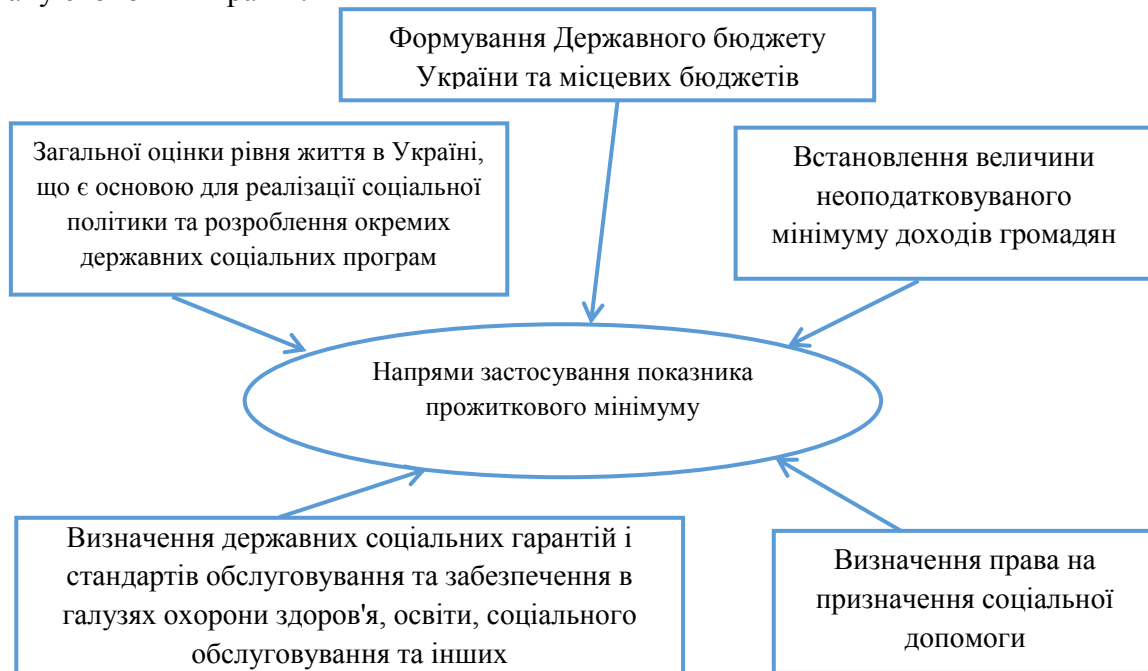 Формування Державного бюджету
України та місцевих бюджетів
Загальної оцінки рівня життя в Україні,
що є основою для реалізації соціальної
політики та розроблення окремих
державних соціальних програм
Встановлення величини
неоподатковуваного
мінімуму доходів громадян
Напрями застосування показника
прожиткового мінімуму
Визначення державних соціальних гарантій і
стандартів обслуговування та забезпечення в
галузях охорони здоров'я, освіти, соціального
обслуговування та інших
Визначення права на
призначення соціальної
допомоги